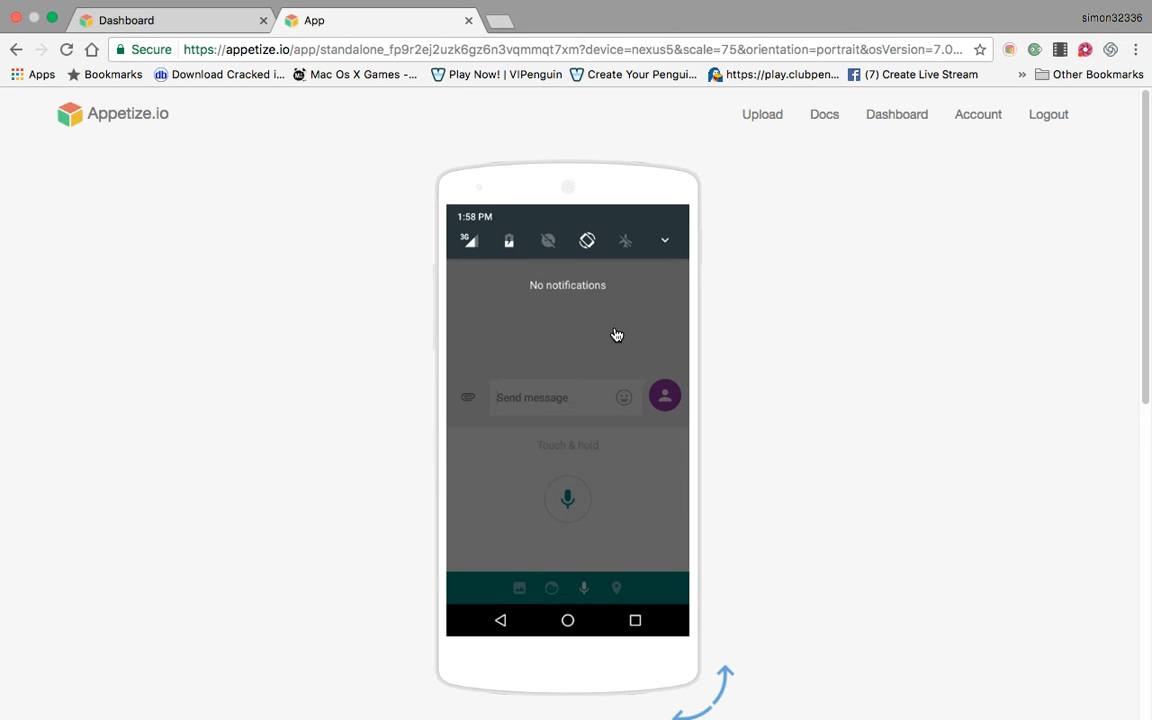 Dashboard
App
simon32336
Secure
https://appetize.io/app/standalone_fp9r2ej2uzk6gz6n3vqmmqt7xm?device=nexus5&scale=75&orientation=portrait&osVersion=7.0...
Apps
Bookmarks
Download Cracked i...
Mac Os X Games -...
Play Now! | VIPenguin
Create Your Pengui...
https://play.clubpen...
(7) Create Live Stream
»
Other Bookmarks
Appetize.io
Upload
Docs
Dashboard
Account
Logout
1:58 PM
3G
No notifications
Send message
Touch & hold